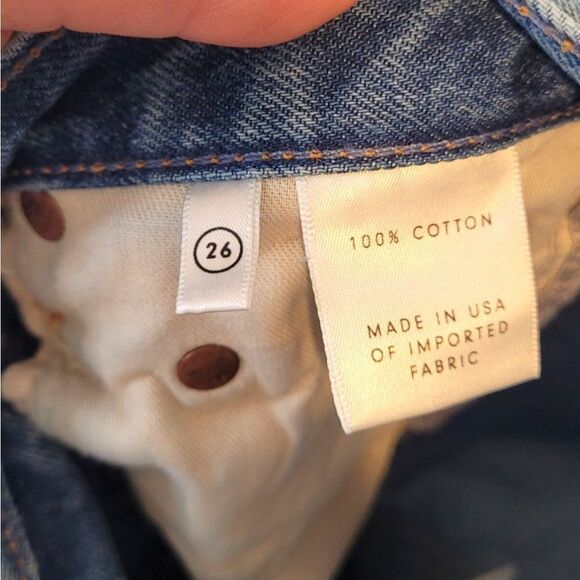 26
100% COTTON
MADE IN USA
OF IMPORTED
FABRIC